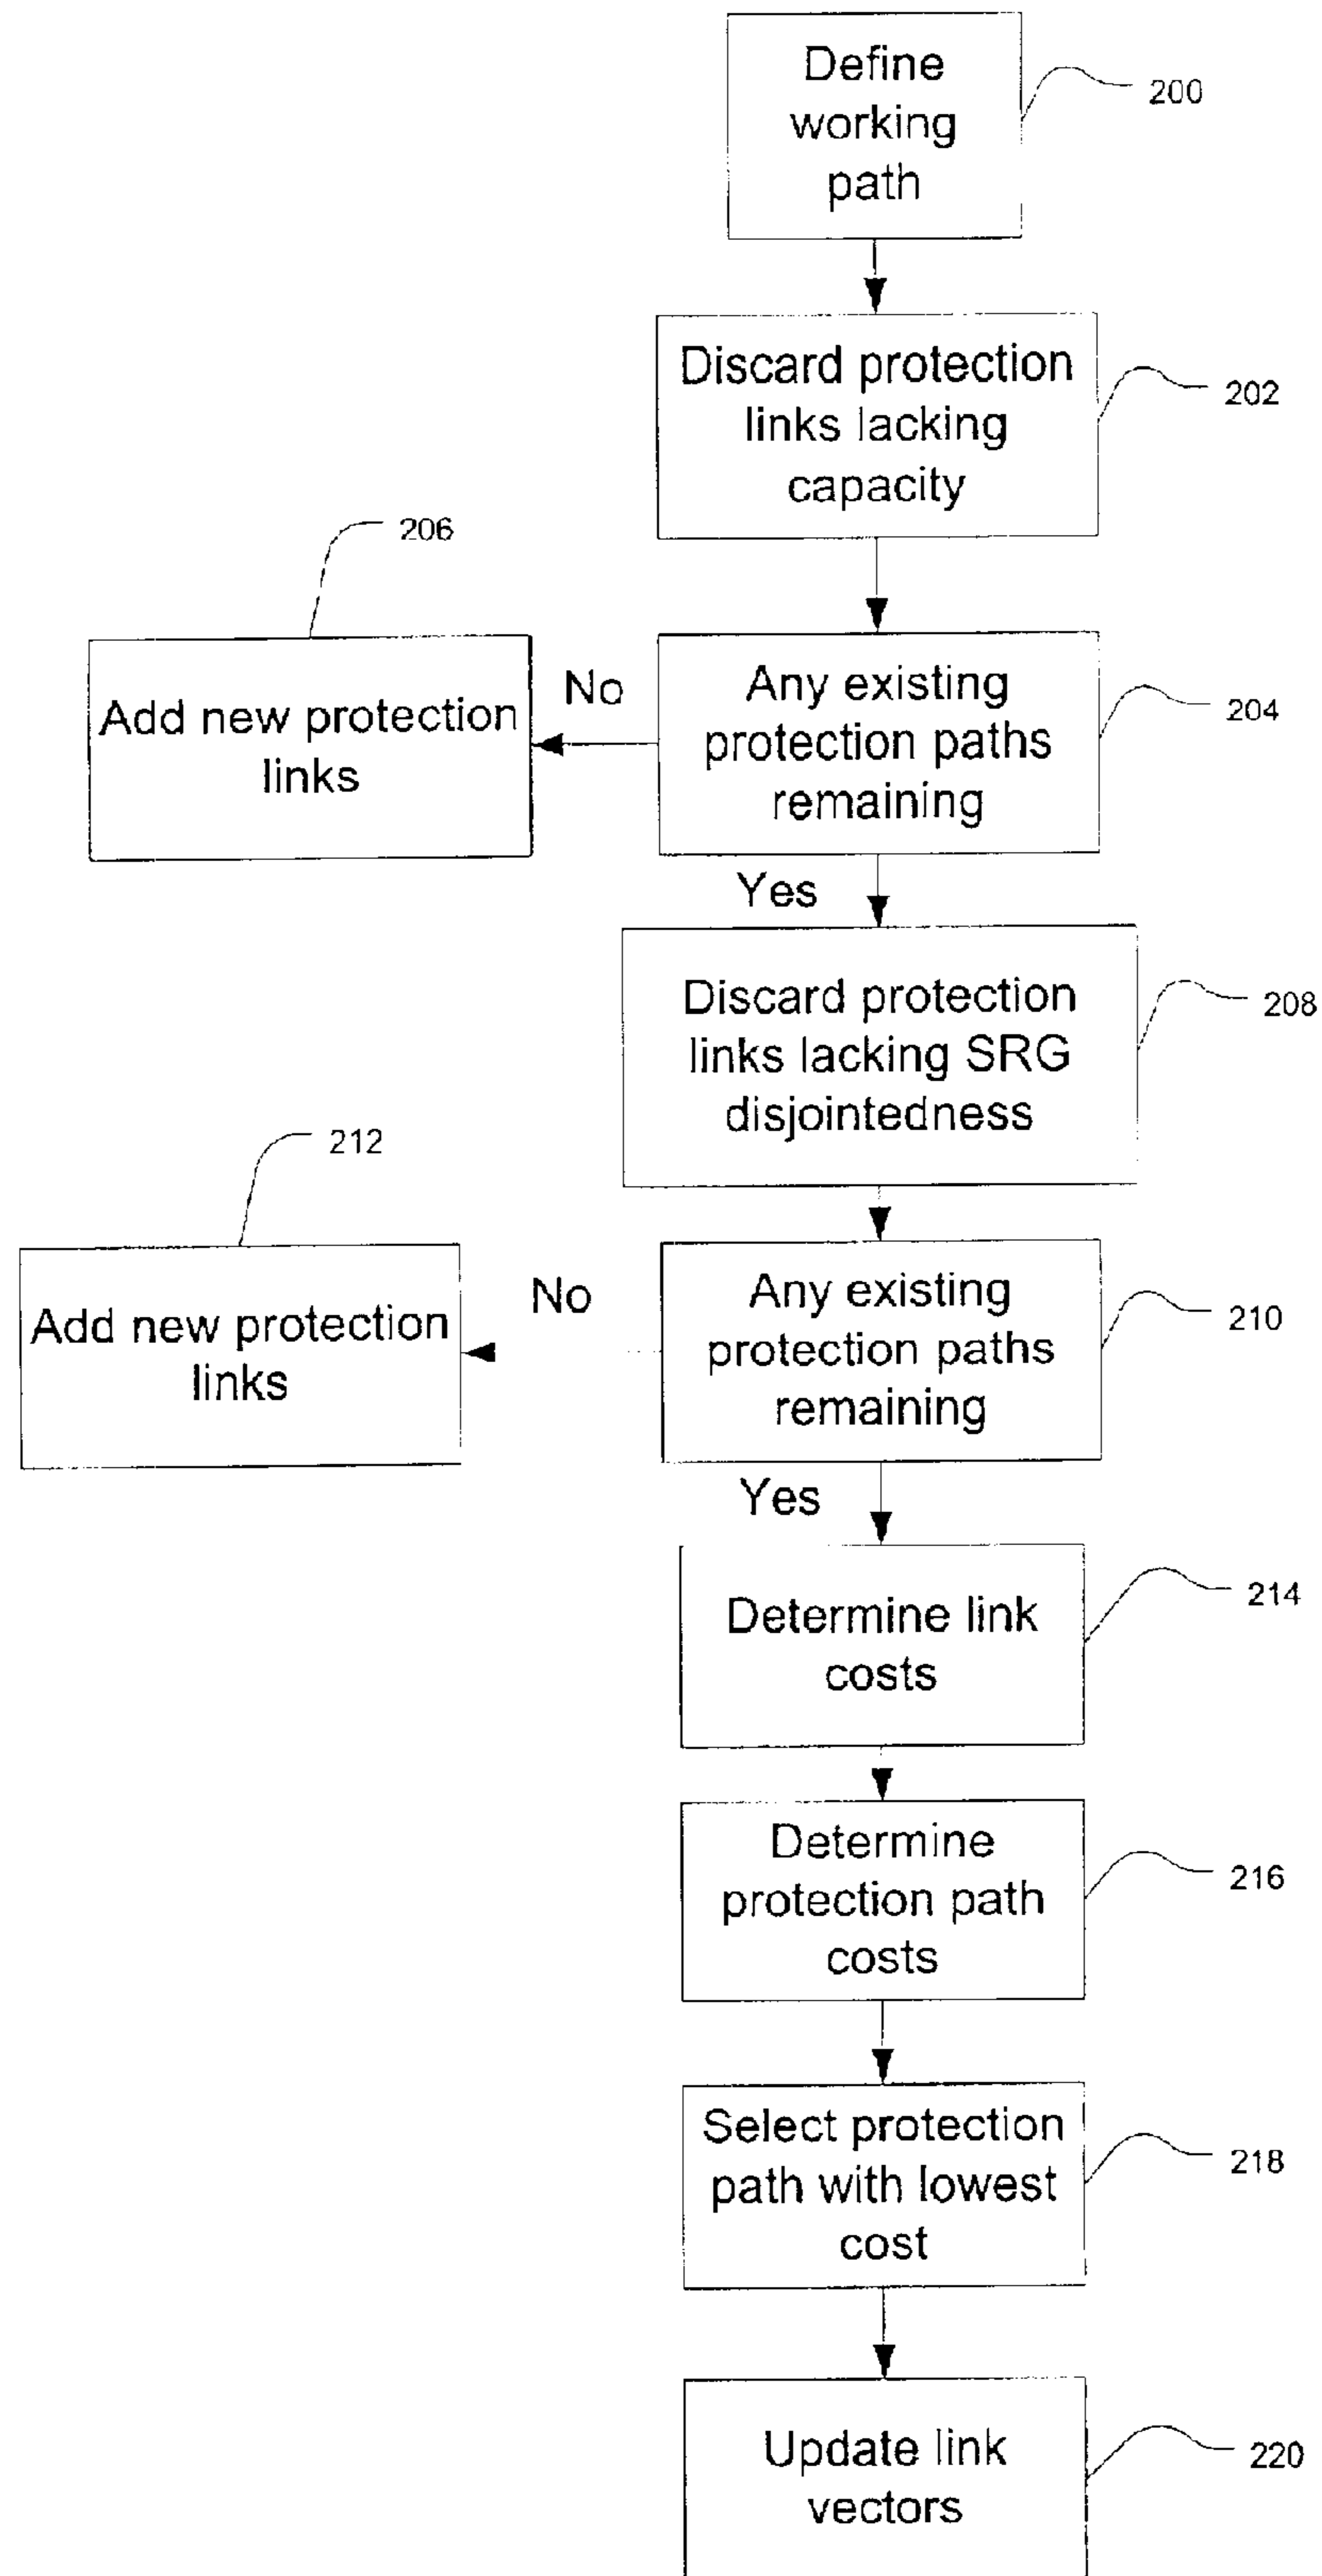 Define
working
path
200
Discard protection
links lacking
capacity
202
206
Add new protection
links
No
Any existing
protection paths
remaining
204
Yes
Discard protection
links lacking SRG
disjointedness
208
212
Add new protection
links
No
Any existing
protection paths
remaining
210
Yes
Determine link
costs
214
Determine
protection path
costs
216
Select protection
path with lowest
cost
218
Update link
vectors
220